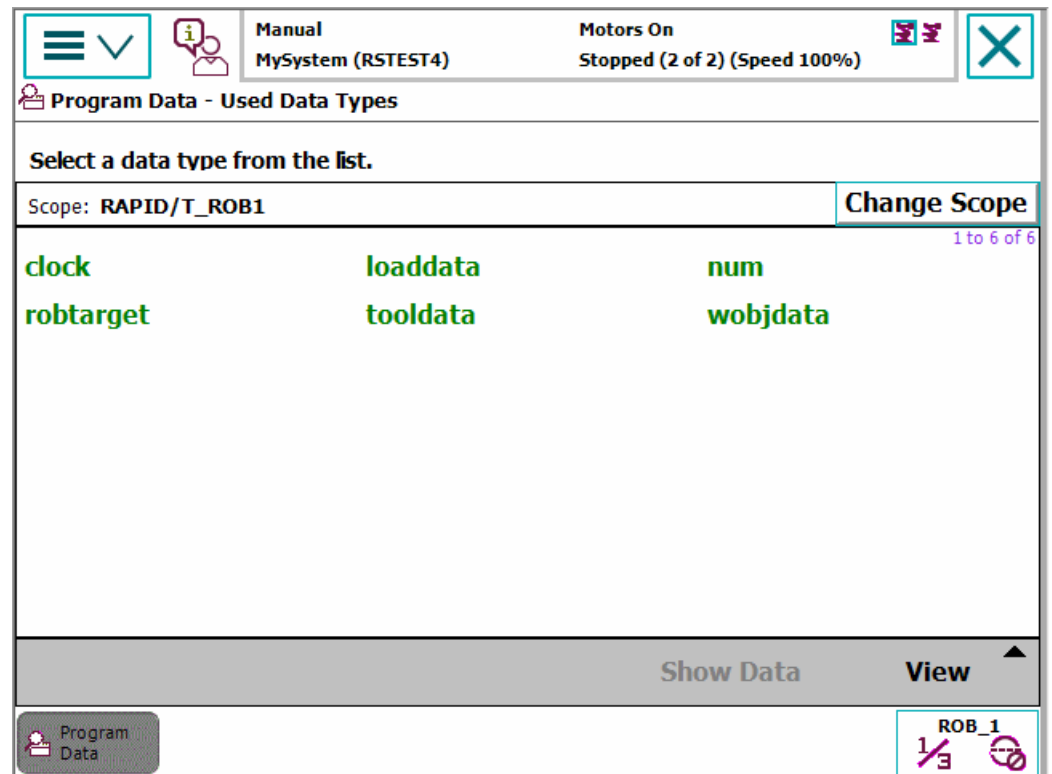 Manual Motors On
MySystem (RSTEST4) Stopped (2 of 2) (Speed 100%)
Program Data - Used Data Types
Select a data type from the list.
Scope: RAPID/T_ROB1 Change Scope
1 to 6 of 6
clock loaddata num
robtarget tooldata wobjdata
Show Data View
Program
Data
ROB_1
1/3